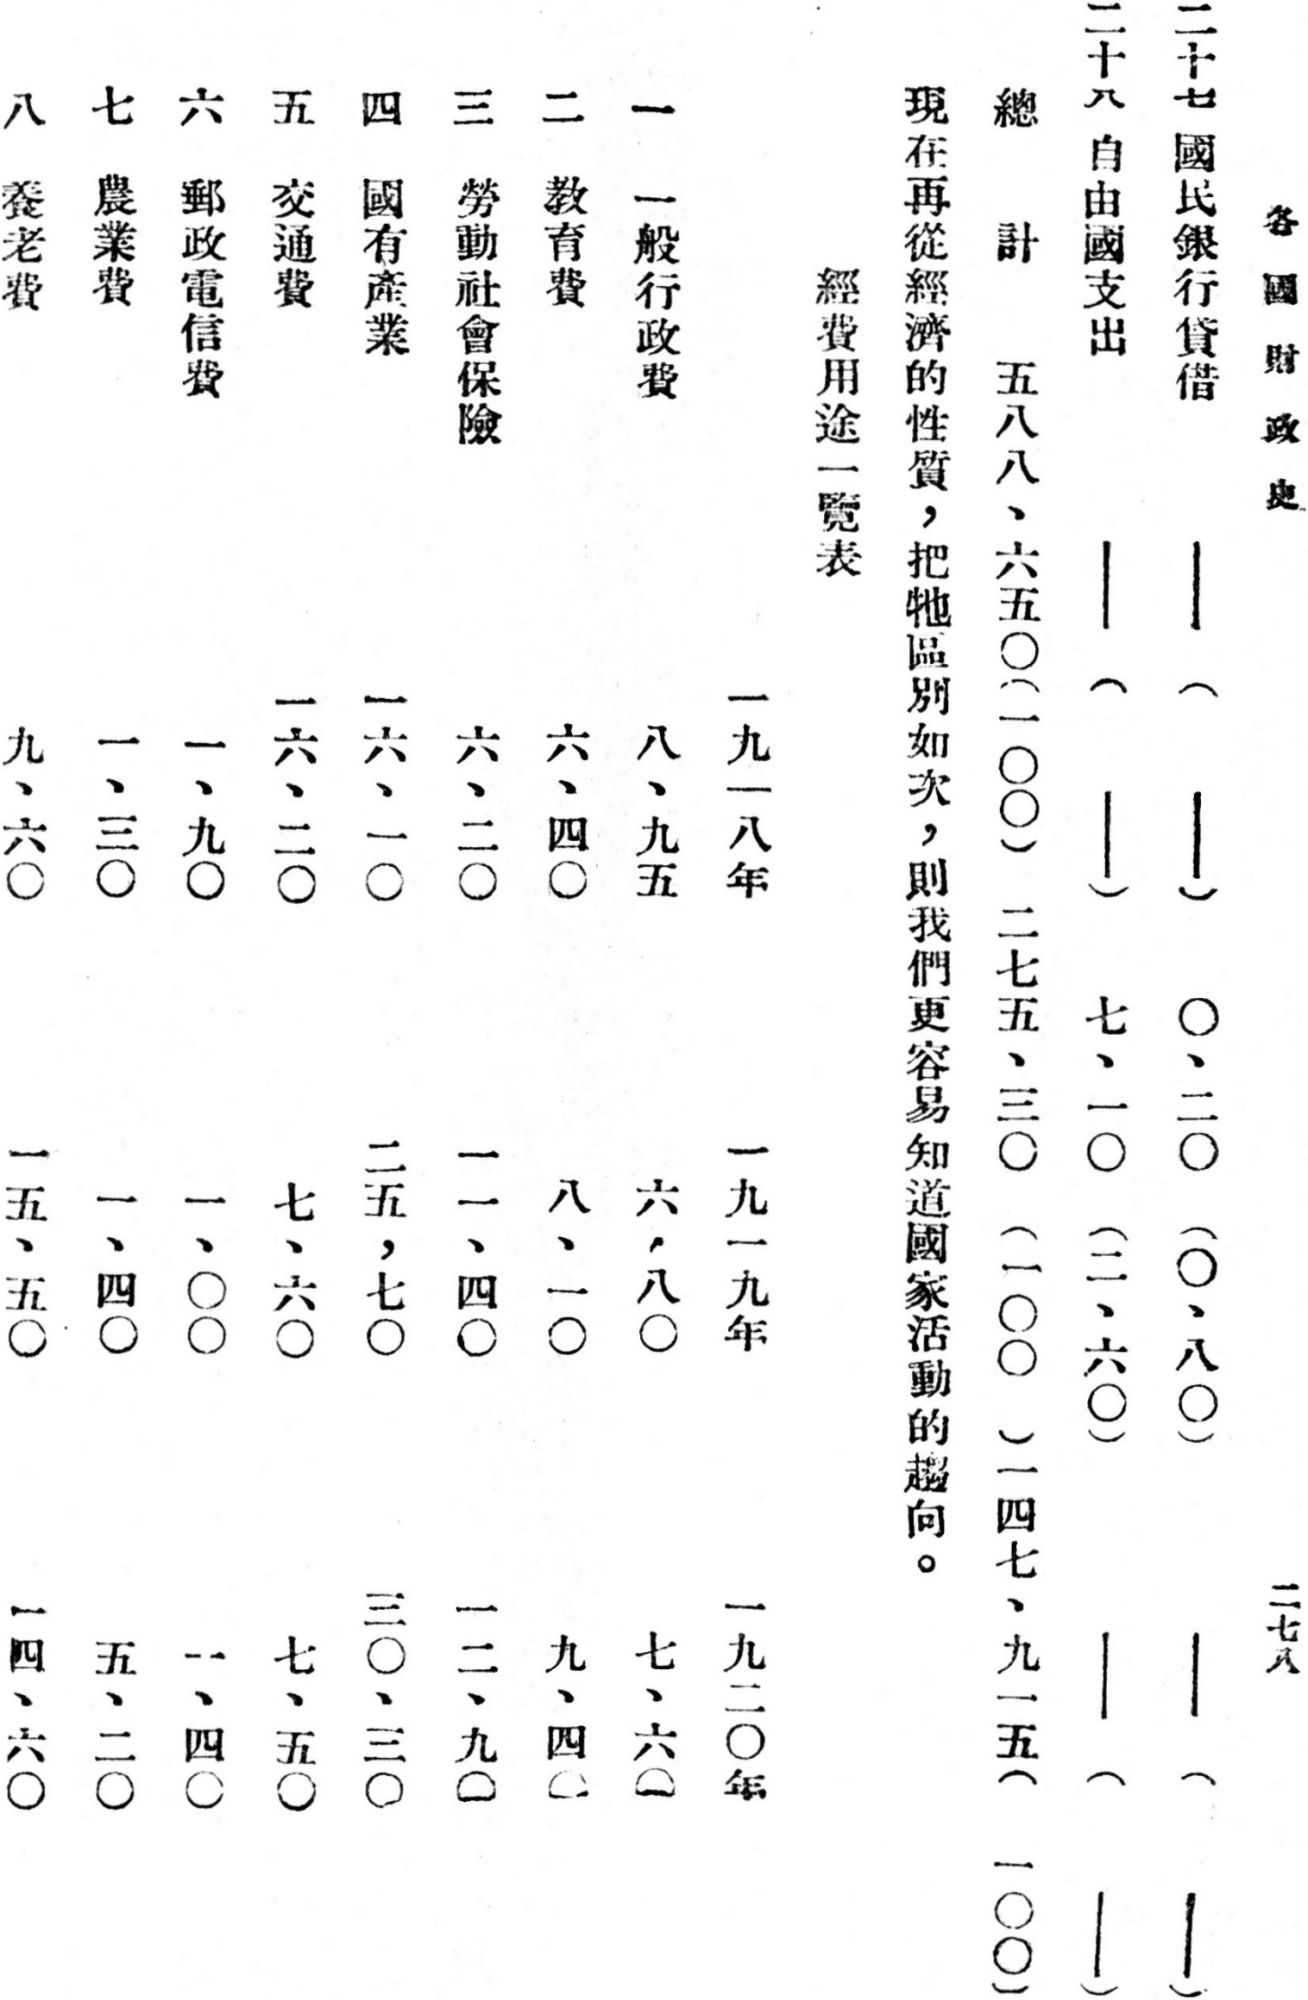 各國財政史
二七八
二十七 國民銀行貸借 ——（ ——） 〇、二〇 （〇、八〇） ——（ ——）
二十八 自由國支出 ——（ ——） 七、一〇 （二、六〇） ——（ ——）
總計 五八八、六五〇（一〇〇） 二七五、三〇 （一〇〇 ）一四七、九一五（ 一〇〇）
現在再從經濟的性質，把牠區別如次，則我們更容易知道國家活動的趨向。
經費用途一覽表
一九一八年 一九一九年 一九二〇年
一 一般行政費 八、九五 六，八〇 七、六〇
二 教育費 六、四〇 八、一〇 九、四〇
三 勞動社會保險 六、二〇 一一、四〇 一二、九〇
四 國有產業 一六、一〇 二五，七〇 三〇、三〇
五 交通費 一六、二〇 七、六〇 七、五〇
六 郵政電信費 一、九〇 一、〇〇 一、四〇
七 農業費 一、三〇 一、四〇 五、二〇
八 養老費 九、六〇 一五、五〇 一四、六〇